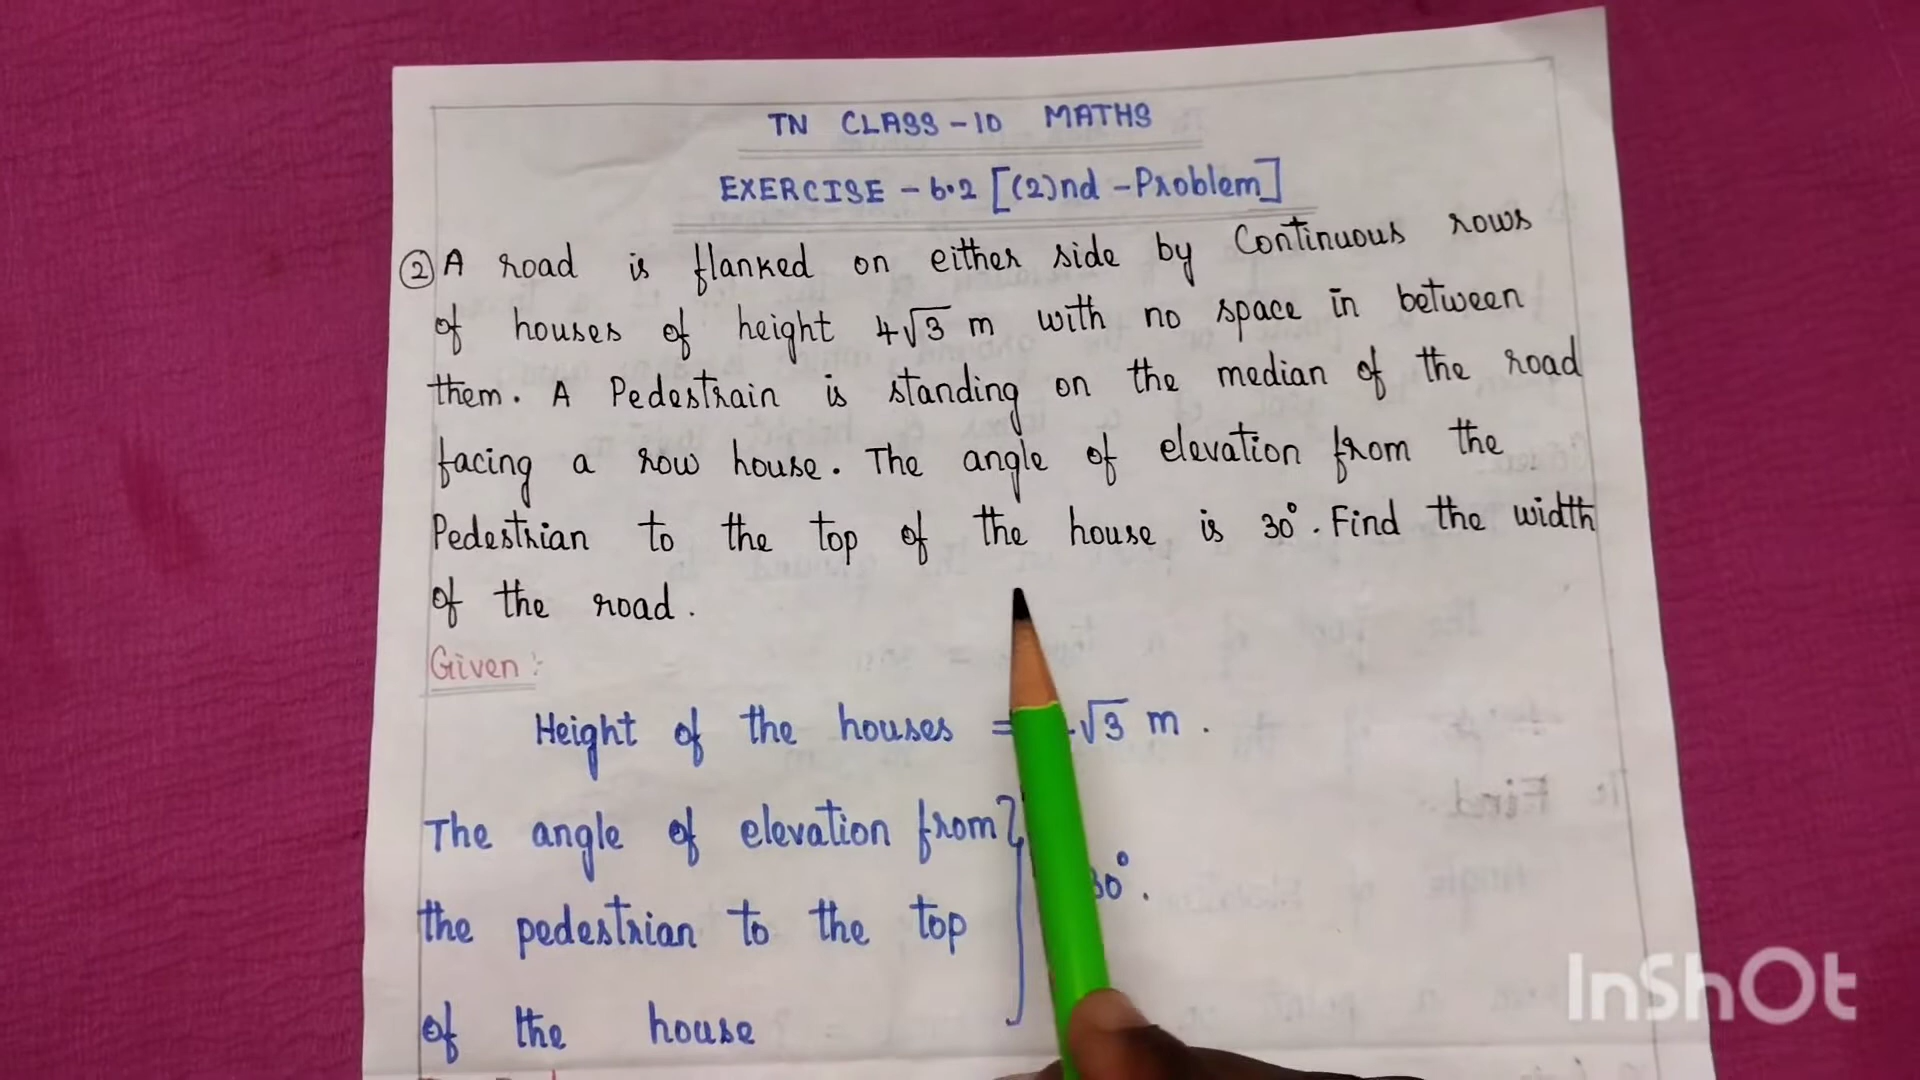 TN CLASS-10 MATHS
EXERCISE - 6.2 [(2)nd - Problem]
② A road is flanked on either side by Continuous rows
of houses of height 4√3 m with no space in between
them. A Pedestrain is standing on the median of the road
facing a row house. The angle of elevation from the
Pedestrian to the top of the house is 30°. Find the width
of the road.
Given :-
Height of the houses = √3 m.
The angle of elevation from
the pedestrian to the top
30°.
of the house
InShOt